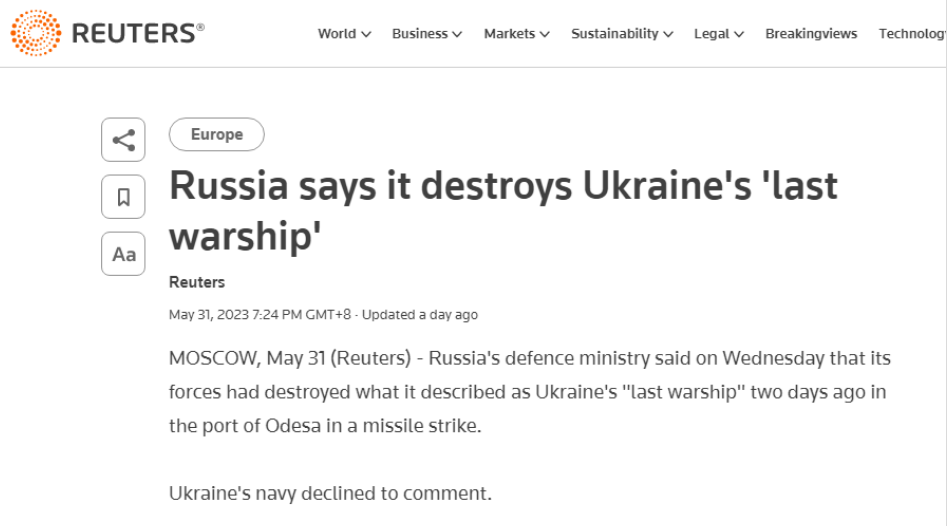 REUTERS®
World Business Markets Sustainability Legal Breakingviews Technology
Europe
Russia says it destroys Ukraine's 'last
warship'
Aa
Reuters
May 31, 2023 7:24 PM GMT+8 · Updated a day ago
MOSCOW, May 31 (Reuters) - Russia's defence ministry said on Wednesday that its
forces had destroyed what it described as Ukraine's "last warship" two days ago in
the port of Odesa in a missile strike.
Ukraine's navy declined to comment.